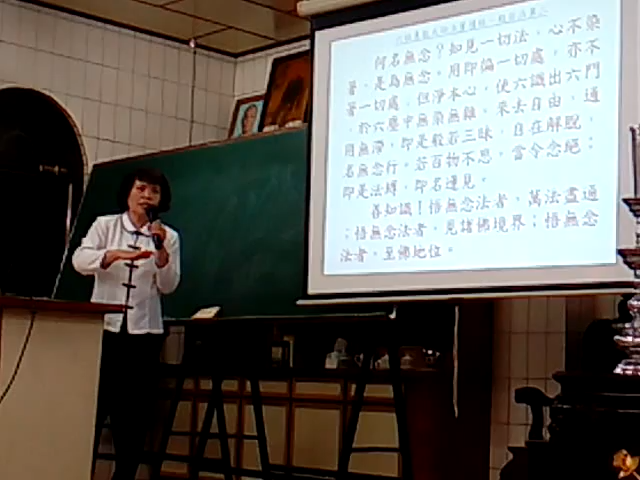 何名無念？知見一切法，心不染
著，是為無念。用即徧一切處，亦不
著一切處。但淨本心，使六識出六門
，於六塵中無染無雜，來去自由，通
用無滯，即是般若三昧，自在解脫，
名無念行。若百物不思，當令念絕；
即是法縛，即名邊見。
善知識！悟無念法者，萬法盡通
；悟無念法者，見諸佛境界；悟無念
法者，至佛地位。